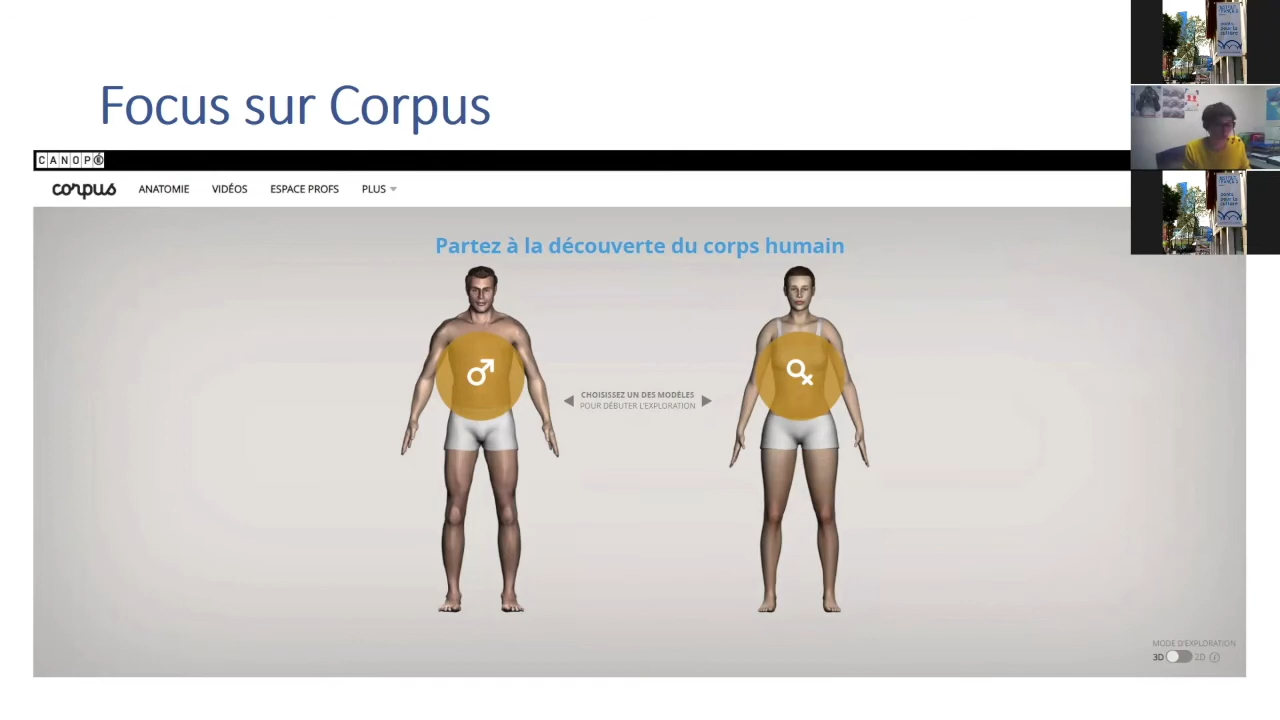 Focus sur Corpus
CANOPÉ
corpus ANATOMIE VIDÉOS ESPACE PROFS PLUS
Partez à la découverte du corps humain
CHOISISSEZ UN DES MODÈLES
POUR DÉBUTER L'EXPLORATION
MODE D'EXPLORATION
3D 2D